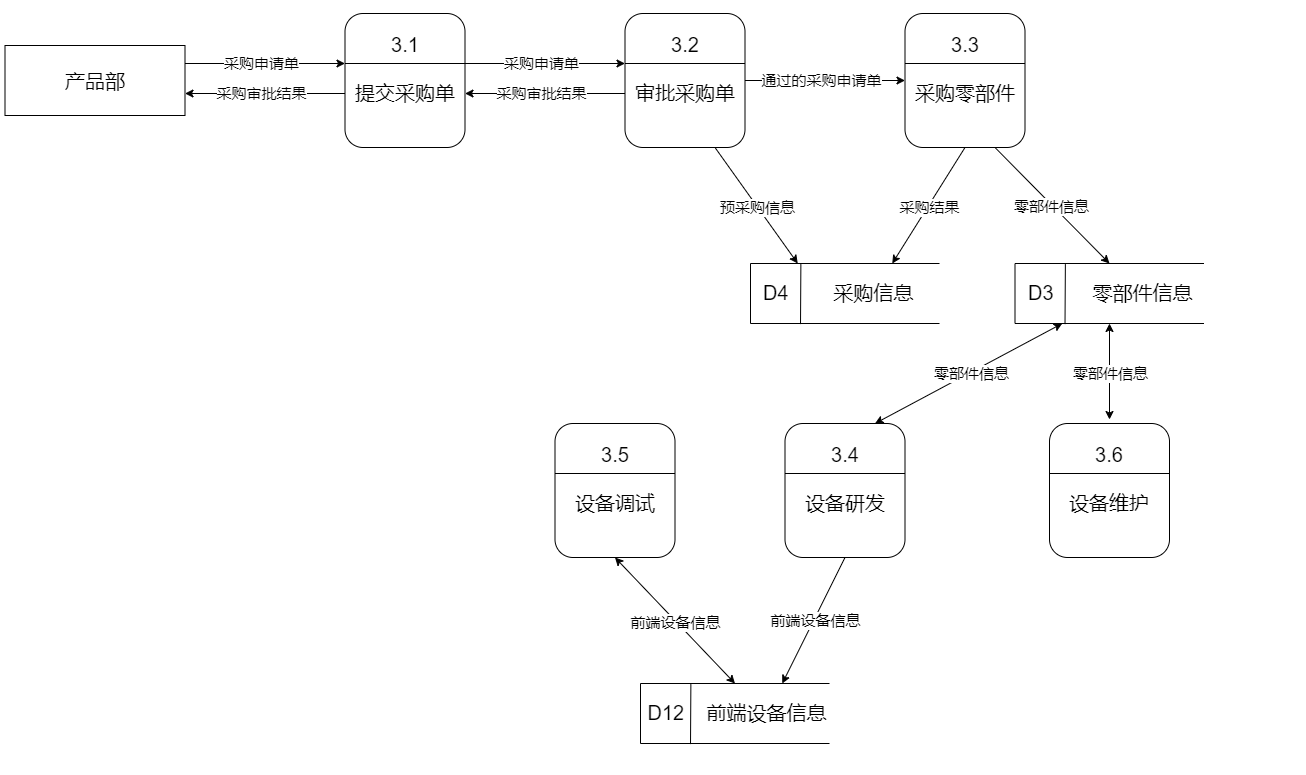 3.1
3.2
3.3
产品部
采购申请单
采购申请单
通过的采购申请单
采购审批结果
提交采购单
采购审批结果
审批采购单
采购零部件
预采购信息
采购结果
零部件信息
D4
采购信息
D3
零部件信息
零部件信息
零部件信息
3.5
3.4
3.6
设备调试
设备研发
设备维护
前端设备信息
前端设备信息
D12
前端设备信息